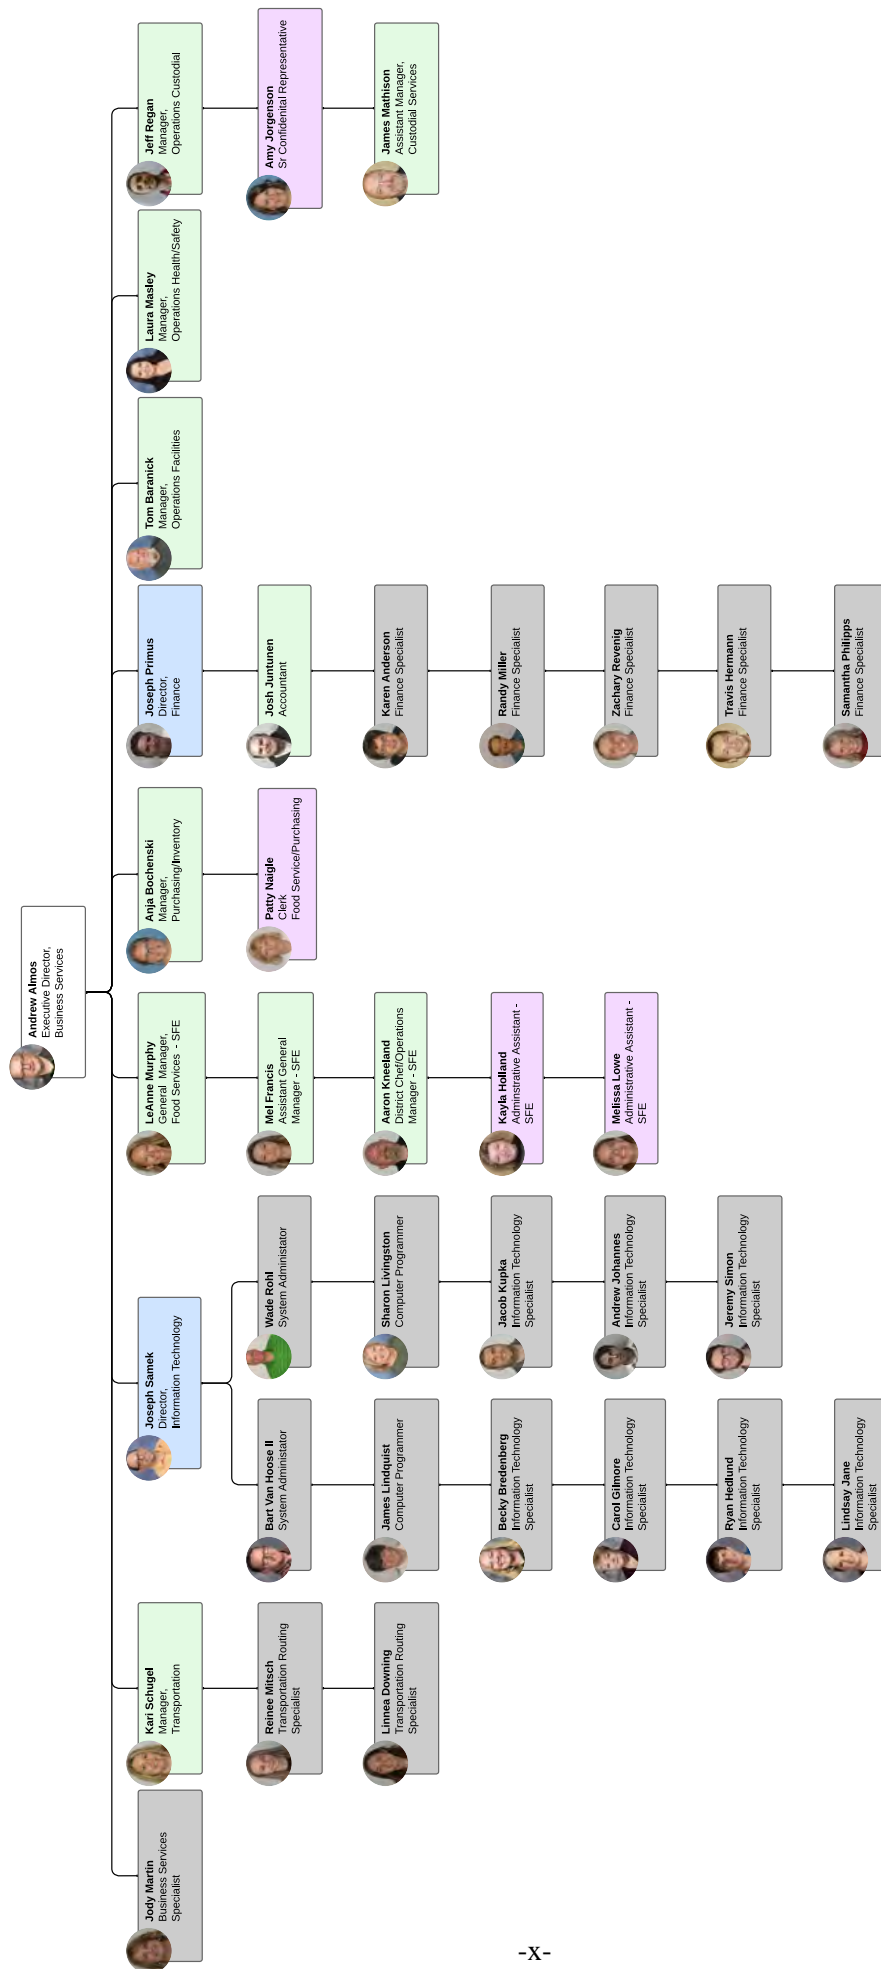 Andrew Almos
Executive Director,
Business Services
Jody Martin
Business Services
Specialist
Kari Schugel
Manager,
Transportation
Reinee Mitsch
Transportation Routing
Specialist
Linnea Downing
Transportation Routing
Specialist
Joseph Samek
Director,
Information Technology
Bart Van Hoose II
System Administator
James Lindquist
Computer Programmer
Becky Bredenberg
Information Technology
Specialist
Carol Gilmore
Information Technology
Specialist
Ryan Hedlund
Information Technology
Specialist
Lindsay Jane
Information Technology
Specialist
Wade Rohl
System Administator
Sharon Livingston
Computer Programmer
Jacob Kupka
Information Technology
Specialist
Andrew Johannes
Information Technology
Specialist
Jeremy Simon
Information Technology
Specialist
LeAnne Murphy
General Manager,
Food Services - SFE
Mel Francis
Assistant General
Manager - SFE
Aaron Kneeland
District Chef/Operations
Manager - SFE
Kayla Holland
Adminstrative Assistant -
SFE
Melissa Lowe
Administrative Assistant -
SFE
Anja Bochenski
Manager,
Purchasing/Inventory
Patty Naigle
Clerk
Food Service/Purchasing
Joseph Primus
Director,
Finance
Josh Juntunen
Accountant
Karen Anderson
Finance Specialist
Randy Miller
Finance Specialist
Zachary Revenig
Finance Specialist
Travis Hermann
Finance Specialist
Samantha Philipps
Finance Specialist
Tom Baranick
Manager,
Operations Facilities
Laura Masley
Manager,
Operations Health/Safety
Jeff Regan
Manager,
Operations Custodial
Amy Jorgenson
Sr Confidenital Representative
James Mathison
Assistant Manager,
Custodial Services
-x-